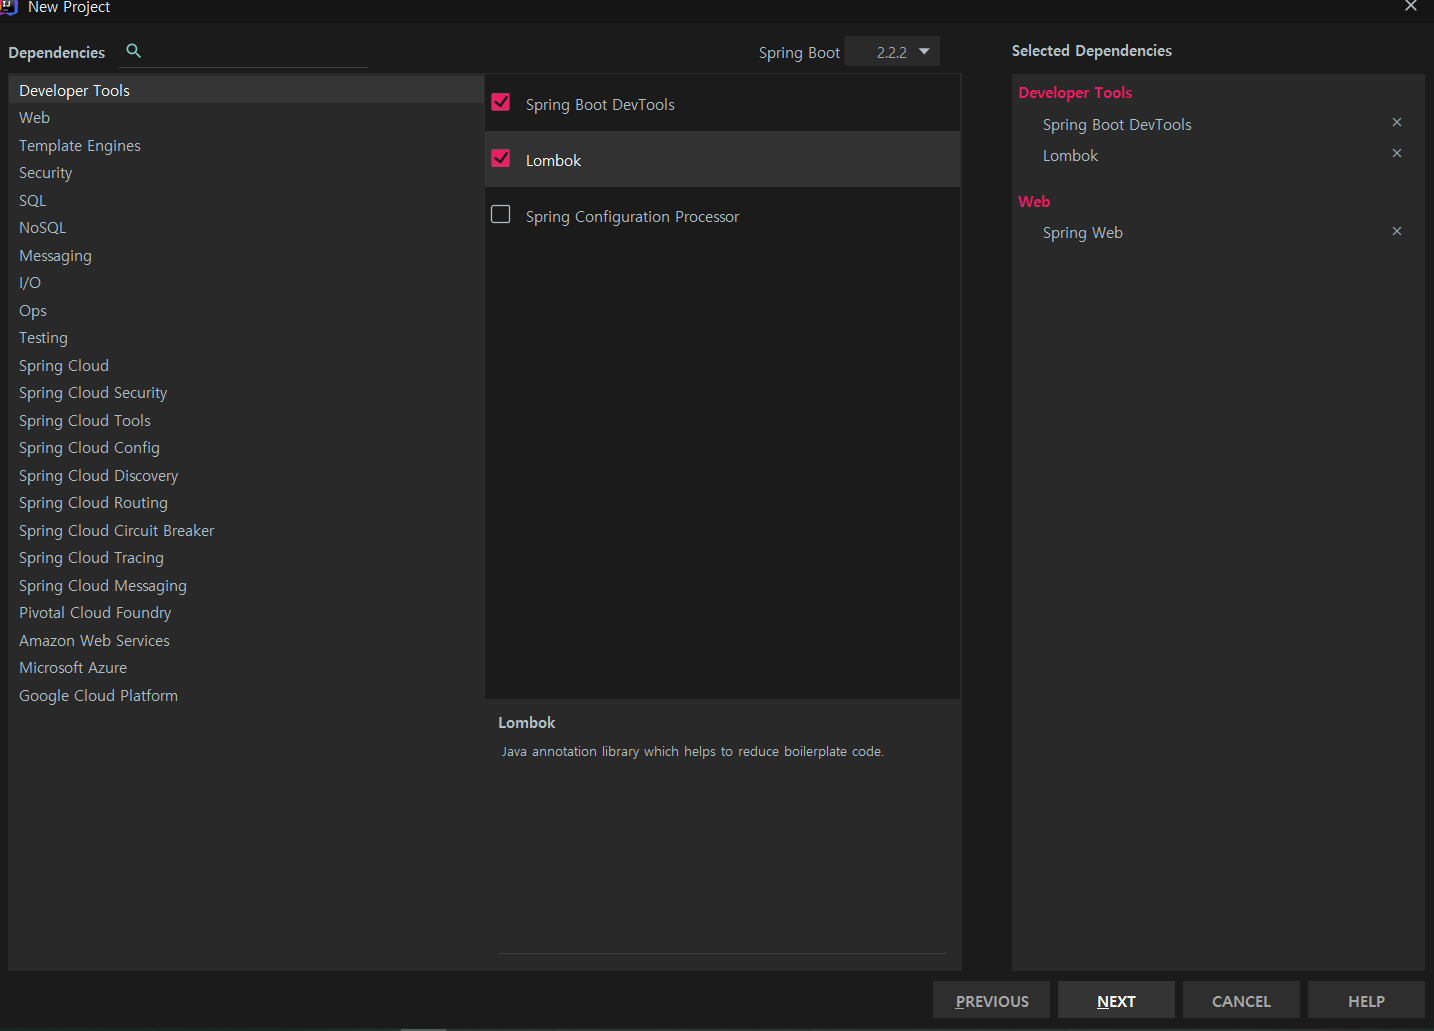 New Project
Dependencies
Spring Boot 2.2.2
Selected Dependencies
Developer Tools
Web
Template Engines
Security
SQL
NoSQL
Messaging
I/O
Ops
Testing
Spring Cloud
Spring Cloud Security
Spring Cloud Tools
Spring Cloud Config
Spring Cloud Discovery
Spring Cloud Routing
Spring Cloud Circuit Breaker
Spring Cloud Tracing
Spring Cloud Messaging
Pivotal Cloud Foundry
Amazon Web Services
Microsoft Azure
Google Cloud Platform
Spring Boot DevTools
Lombok
Spring Configuration Processor
Lombok
Java annotation library which helps to reduce boilerplate code.
Developer Tools
Spring Boot DevTools
Lombok
Web
Spring Web
PREVIOUS
NEXT
CANCEL
HELP